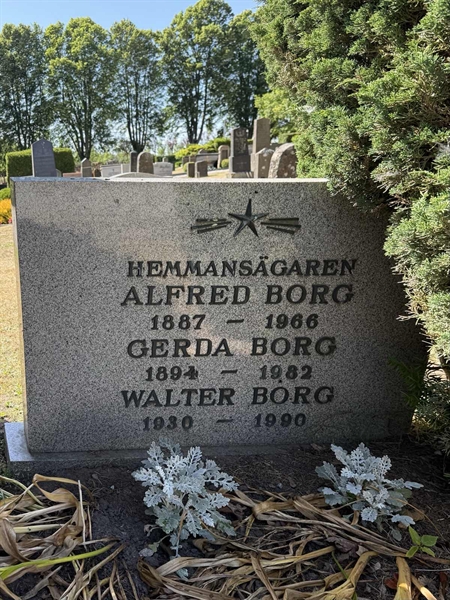 HEMMANSÄGAREN
ALFRED BORG
1887 – 1966
GERDA BORG
1894 – 1982
WALTER BORG
1930 – 1990